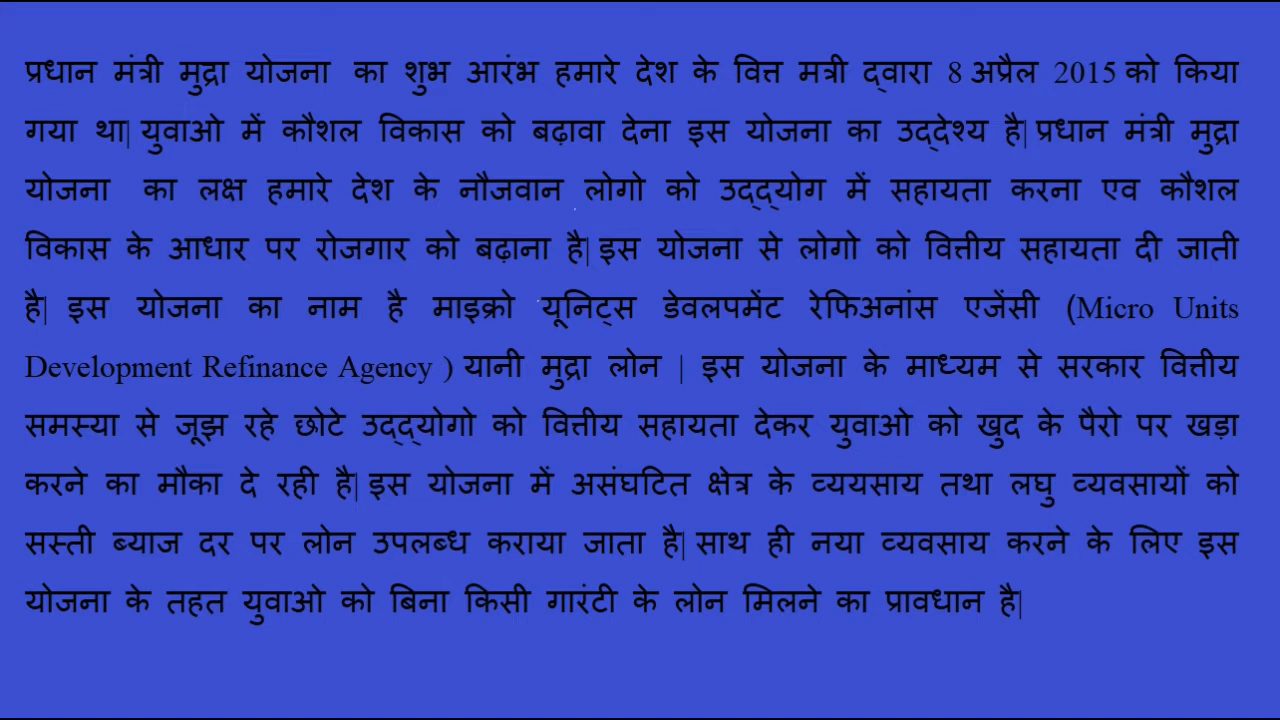 प्रधान मंत्री मुद्रा योजना का शुभ आरंभ हमारे देश के वित्त मत्री द्वारा 8 अप्रैल 2015 को किया
गया था| युवाओ में कौशल विकास को बढ़ावा देना इस योजना का उद्देश्य है| प्रधान मंत्री मुद्रा
योजना का लक्ष हमारे देश के नौजवान लोगो को उद्द्योग में सहायता करना एव कौशल
विकास के आधार पर रोजगार को बढ़ाना है| इस योजना से लोगो को वित्तीय सहायता दी जाती
है| इस योजना का नाम है माइक्रो यूनिट्स डेवलपमेंट रेफिअनांस एजेंसी (Micro Units
Development Refinance Agency ) यानी मुद्रा लोन | इस योजना के माध्यम से सरकार वित्तीय
समस्या से जूझ रहे छोटे उद्द्योगो को वित्तीय सहायता देकर युवाओ को खुद के पैरो पर खड़ा
करने का मौका दे रही है| इस योजना में असंघटित क्षेत्र के व्ययसाय तथा लघु व्यवसायों को
सस्ती ब्याज दर पर लोन उपलब्ध कराया जाता है| साथ ही नया व्यवसाय करने के लिए इस
योजना के तहत युवाओ को बिना किसी गारंटी के लोन मिलने का प्रावधान है|